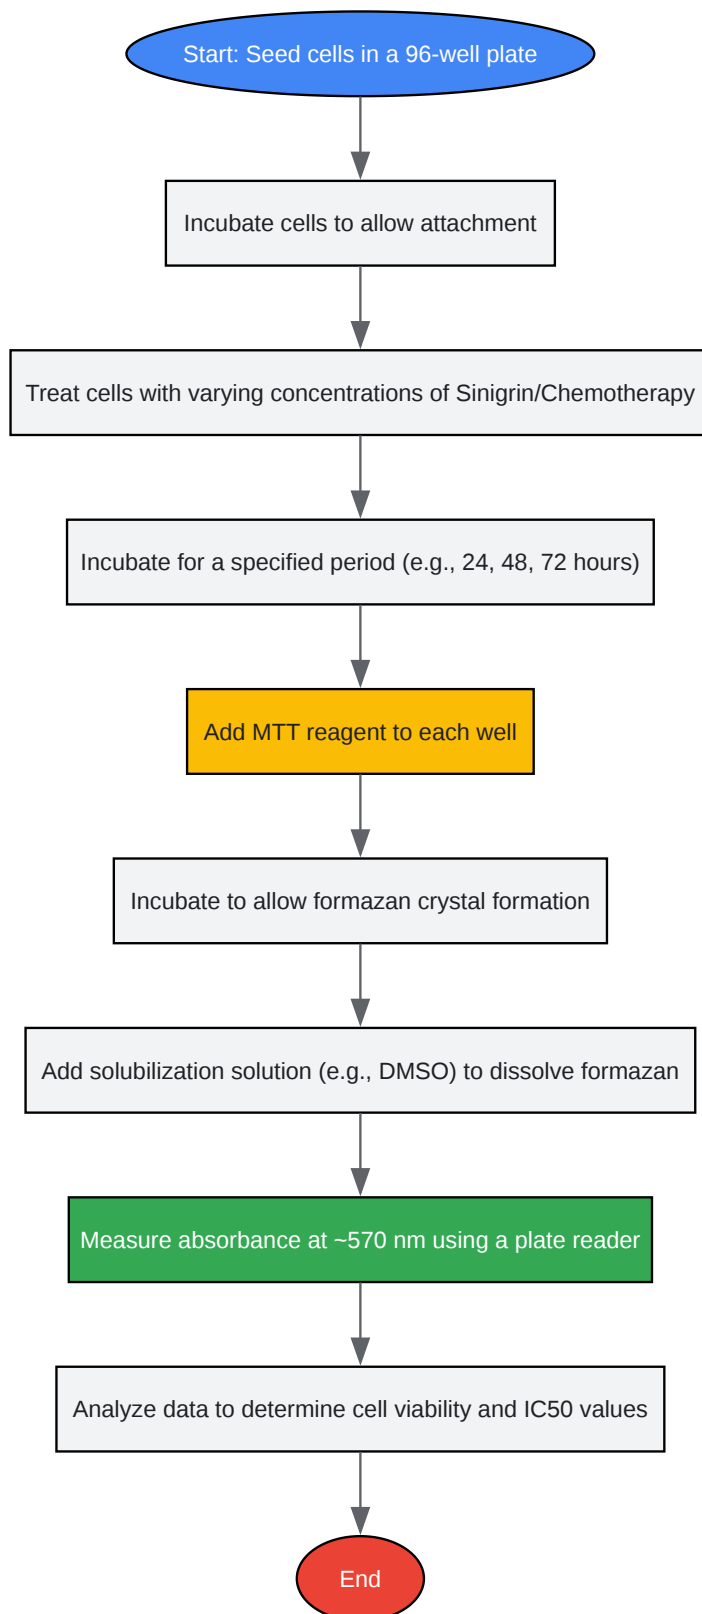 Start: Seed cells in a 96-well plate
Incubate cells to allow attachment
Treat cells with varying concentrations of Sinigrin/Chemotherapy
Incubate for a specified period (e.g., 24, 48, 72 hours)
Add MTT reagent to each well
Incubate to allow formazan crystal formation
Add solubilization solution (e.g., DMSO) to dissolve formazan
Measure absorbance at ~570 nm using a plate reader
Analyze data to determine cell viability and IC50 values
End